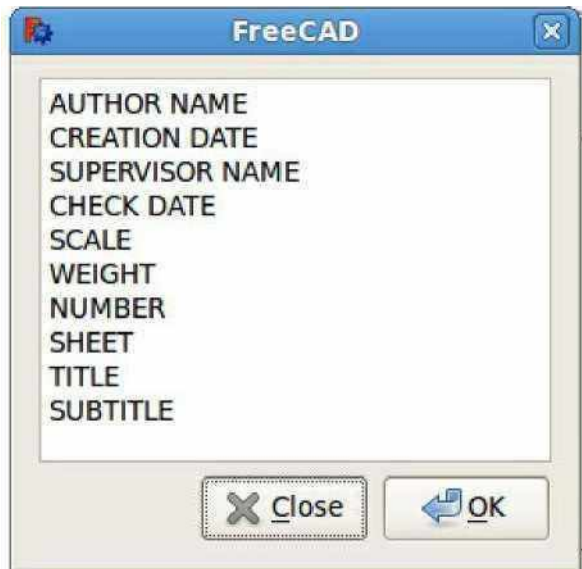 FreeCAD
AUTHOR NAME
CREATION DATE
SUPERVISOR NAME
CHECK DATE
SCALE
WEIGHT
NUMBER
SHEET
TITLE
SUBTITLE
Close
OK